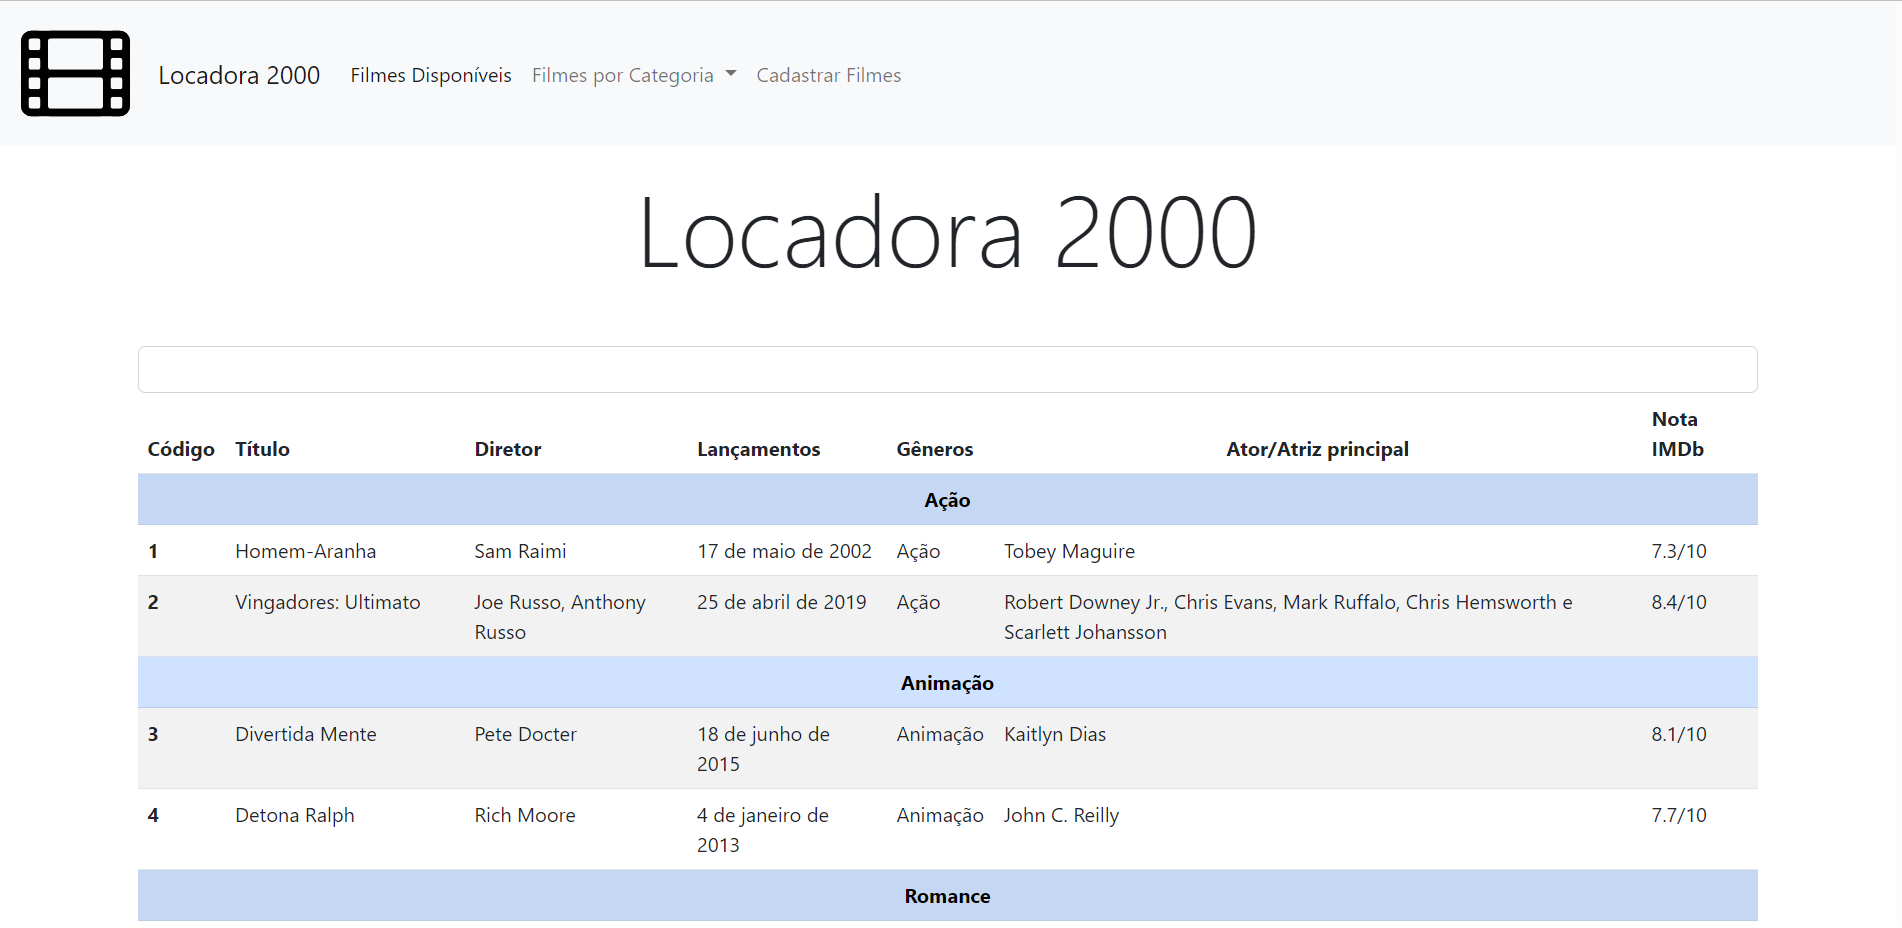 Locadora 2000 Filmes Disponíveis Filmes por Categoria Cadastrar Filmes
Locadora 2000
Código Título Diretor Lançamentos Gêneros Ator/Atriz principal Nota IMDb
Ação
1 Homem-Aranha Sam Raimi 17 de maio de 2002 Ação Tobey Maguire 7.3/10
2 Vingadores: Ultimato Joe Russo, Anthony Russo 25 de abril de 2019 Ação Robert Downey Jr., Chris Evans, Mark Ruffalo, Chris Hemsworth e Scarlett Johansson 8.4/10
Animação
3 Divertida Mente Pete Docter 18 de junho de 2015 Animação Kaitlyn Dias 8.1/10
4 Detona Ralph Rich Moore 4 de janeiro de 2013 Animação John C. Reilly 7.7/10
Romance